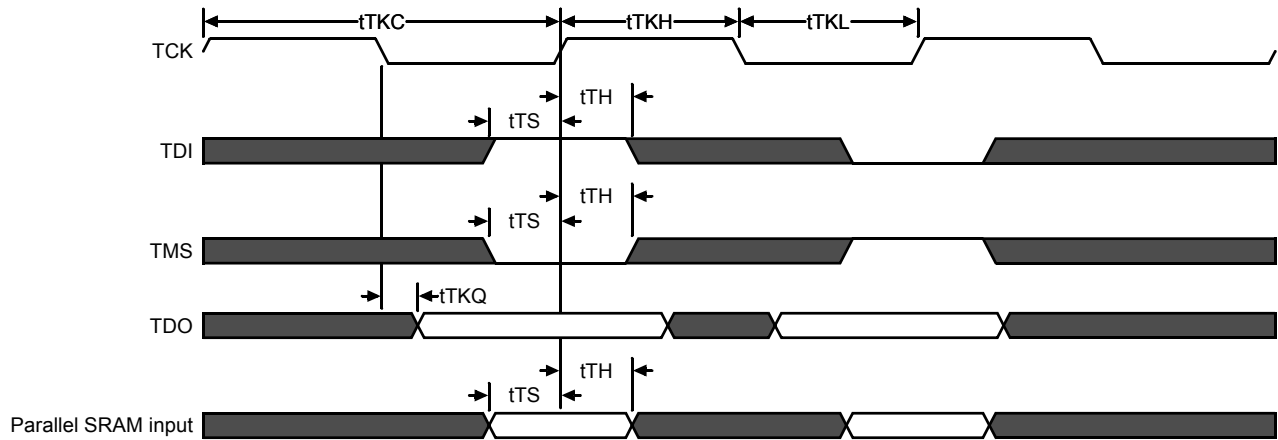 tTKC
tTKH
tTKL
TCK
tTH
tTS
TDI
tTH
tTS
TMS
tTKQ
TDO
tTH
tTS
Parallel SRAM input